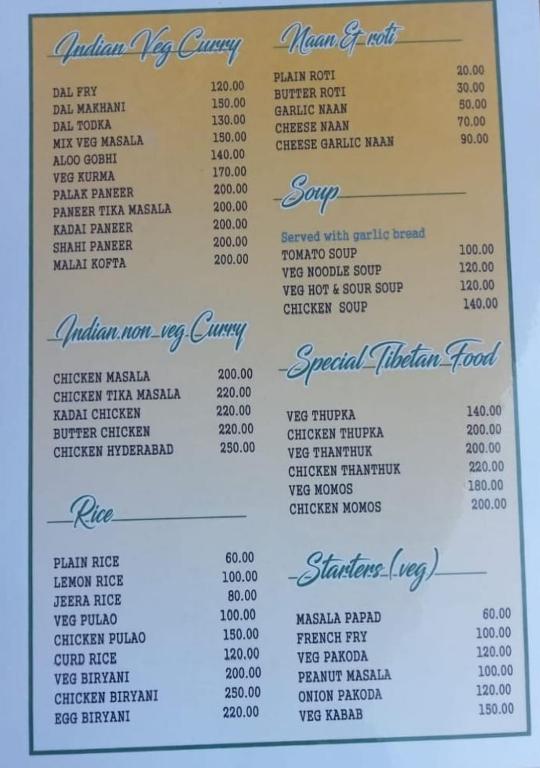 Indian Veg Curry
DAL FRY 120.00
DAL MAKHANI 150.00
DAL TODKA 130.00
MIX VEG MASALA 150.00
ALOO GOBHI 140.00
VEG KURMA 170.00
PALAK PANEER 200.00
PANEER TIKA MASALA 200.00
KADAI PANEER 200.00
SHAHI PANEER 200.00
MALAI KOFTA 200.00
Indian non veg Curry
CHICKEN MASALA 200.00
CHICKEN TIKA MASALA 220.00
KADAI CHICKEN 220.00
BUTTER CHICKEN 220.00
CHICKEN HYDERABAD 250.00
Rice
PLAIN RICE 60.00
LEMON RICE 100.00
JEERA RICE 80.00
VEG PULAO 100.00
CHICKEN PULAO 150.00
CURD RICE 120.00
VEG BIRYANI 200.00
CHICKEN BIRYANI 250.00
EGG BIRYANI 220.00
Naan & roti
PLAIN ROTI 20.00
BUTTER ROTI 30.00
GARLIC NAAN 50.00
CHEESE NAAN 70.00
CHEESE GARLIC NAAN 90.00
Soup
Served with garlic bread
TOMATO SOUP 100.00
VEG NOODLE SOUP 120.00
VEG HOT & SOUR SOUP 120.00
CHICKEN SOUP 140.00
Special Tibetan Food
VEG THUPKA 140.00
CHICKEN THUPKA 200.00
VEG THANTHUK 200.00
CHICKEN THANTHUK 220.00
VEG MOMOS 180.00
CHICKEN MOMOS 200.00
Starters (veg)
MASALA PAPAD 60.00
FRENCH FRY 100.00
VEG PAKODA 120.00
PEANUT MASALA 100.00
ONION PAKODA 120.00
VEG KABAB 150.00